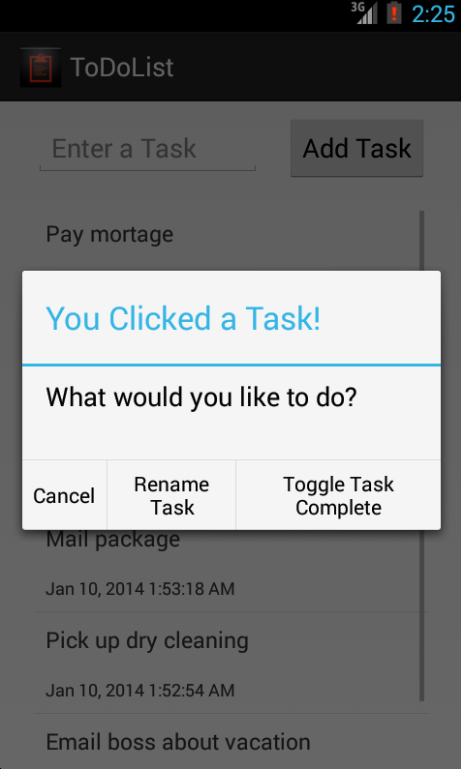 3G 2:25
ToDoList
Enter a Task Add Task
Pay mortage
You Clicked a Task!
What would you like to do?
Cancel
Rename
Task
Toggle Task
Complete
Mail package
Jan 10, 2014 1:53:18 AM
Pick up dry cleaning
Jan 10, 2014 1:52:54 AM
Email boss about vacation